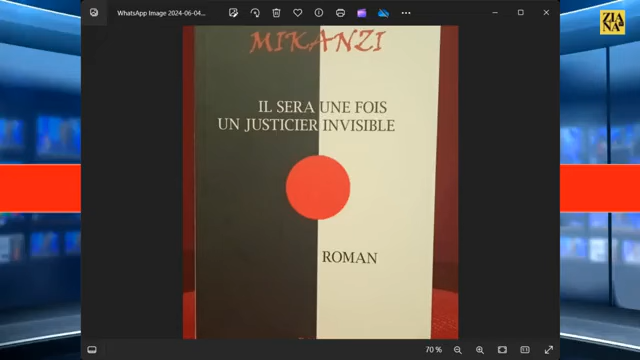 WhatsApp Image 2024-06-04...
ZIANA
MIKANZI
IL SERA UNE FOIS
UN JUSTICIER INVISIBLE
ROMAN
70 %